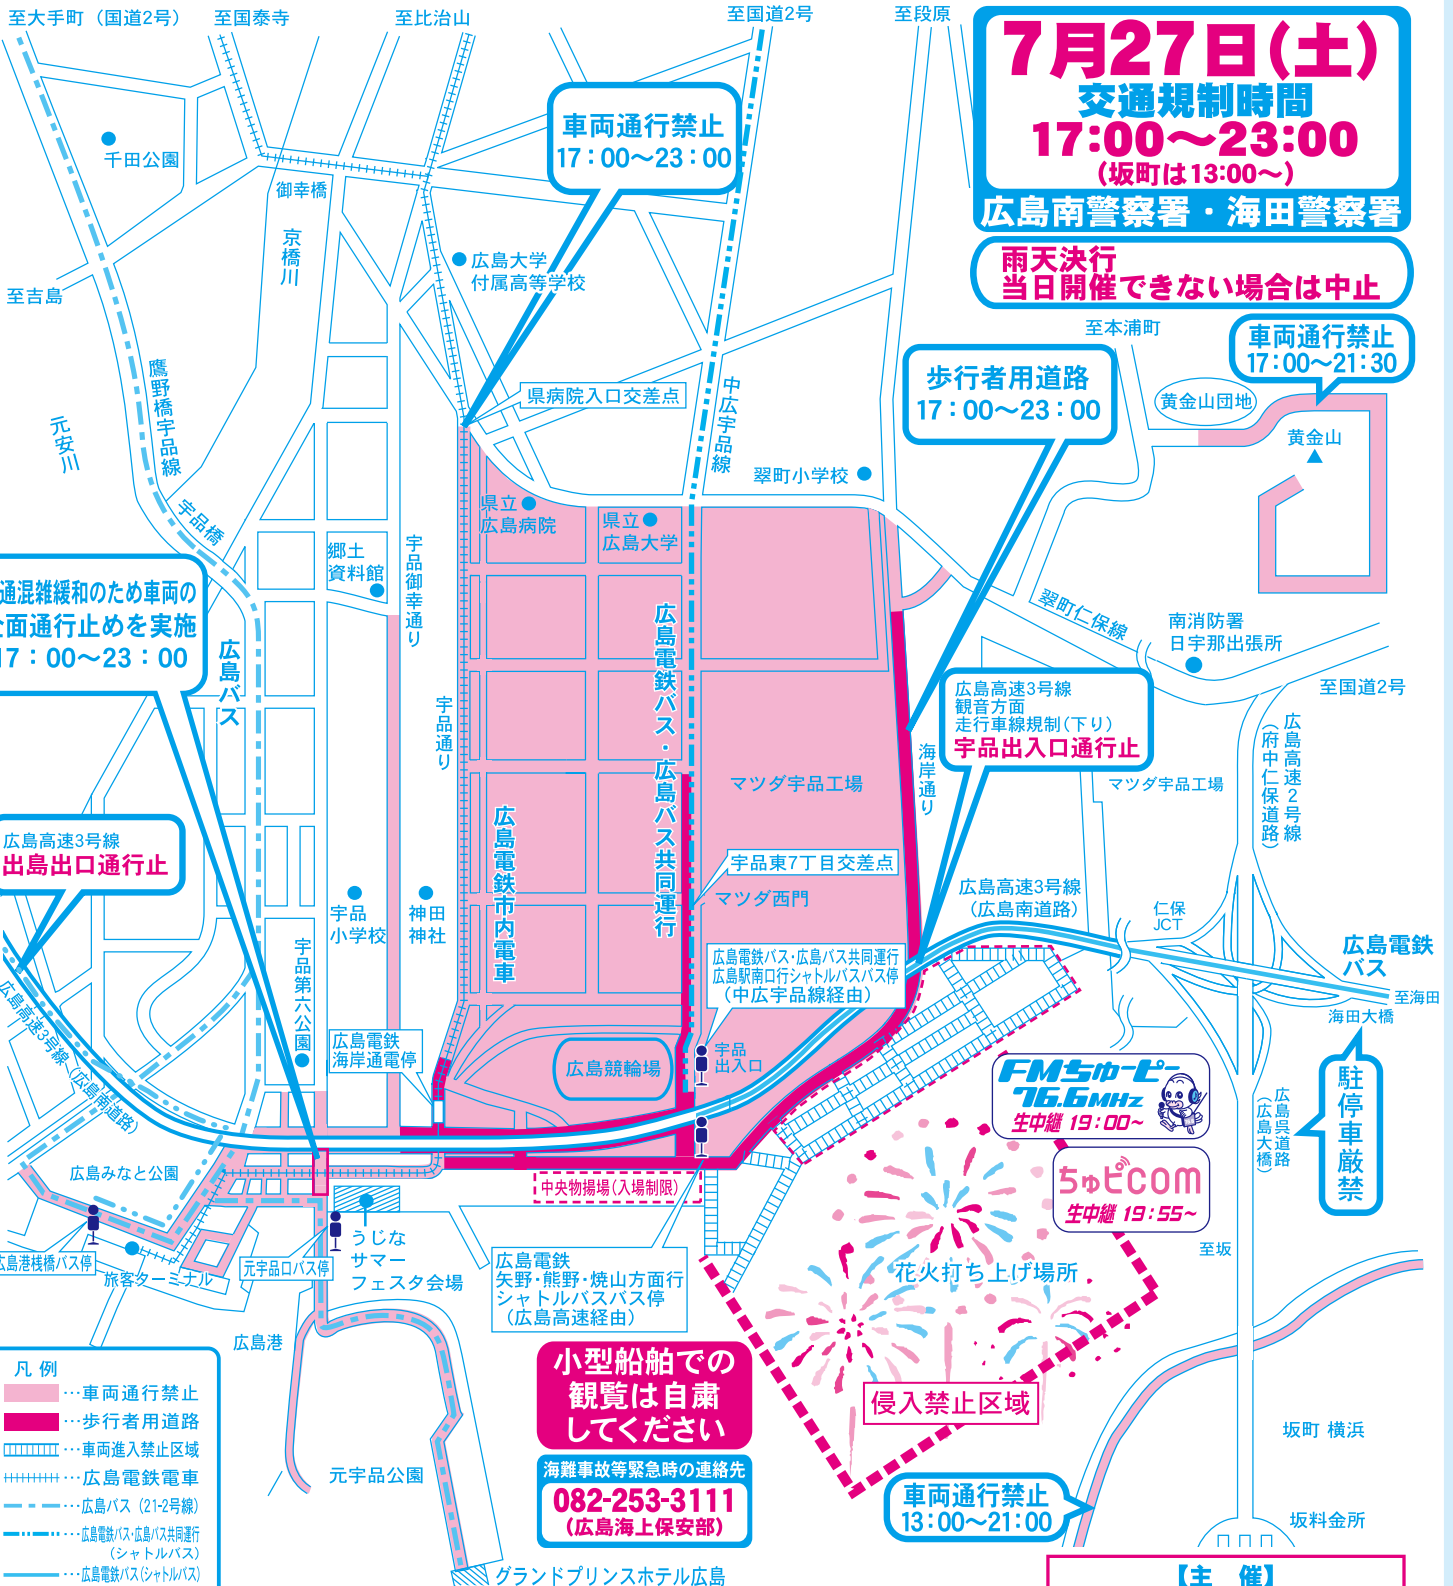 至大手町（国道2号）
至国泰寺
至比治山
至国道2号
至段原
7月27日(土)
交通規制時間
17:00～23:00
(坂町は13:00～)
広島南警察署・海田警察署
雨天決行
当日開催できない場合は中止
車両通行禁止
17：00～23：00
千田公園
御幸橋
京橋川
広島大学
付属高等学校
至吉島
至本浦町
車両通行禁止
17:00～21:30
歩行者用道路
17：00～23：00
鷹野橋宇品線
元安川
県病院入口交差点
中広宇品線
黄金山団地
黄金山
翠町小学校
宇品橋
県立
広島病院
県立
広島大学
郷土
資料館
宇品御幸通り
通混雑緩和のため車両の
全面通行止めを実施
17：00～23：00
広島バス
宇品通り
広島電鉄バス・広島バス共同運行
翠町仁保線
南消防署
日宇那出張所
至国道2号
広島高速3号線
観音方面
走行車線規制(下り)
宇品出入口通行止
広島高速2号線
（府中仁保道路）
海岸通り
マツダ宇品工場
マツダ宇品工場
広島高速3号線
出島出口通行止
広島電鉄市内電車
宇品東7丁目交差点
マツダ西門
広島高速3号線
（広島南道路）
仁保
JCT
宇品
小学校
神田
神社
宇品第六公園
広島電鉄バス・広島バス共同運行
広島駅南口行シャトルバスバス停
（中広宇品線経由）
広島電鉄
バス
至海田
海田大橋
広島高速3号線（広島南道路）
広島電鉄
海岸通電停
広島競輪場
宇品
出入口
FMちゅーピー
76.6MHz
生中継 19：00～
駐停車厳禁
広島呉道路
（広島大橋）
ちゅピCOM
生中継 19：55～
広島みなと公園
中央物揚場（入場制限）
至坂
広島港桟橋バス停
旅客ターミナル
元宇品口バス停
うじな
サマー
フェスタ会場
広島電鉄
矢野・熊野・焼山方面行
シャトルバスバス停
（広島高速経由）
花火打ち上げ場所
広島港
小型船舶での
観覧は自粛
してください
侵入禁止区域
海難事故等緊急時の連絡先
082-253-3111
(広島海上保安部)
坂町 横浜
元宇品公園
車両通行禁止
13：00～21：00
坂料金所
グランドプリンスホテル広島
凡 例
…車両通行禁止
…歩行者用道路
…車両進入禁止区域
…広島電鉄電車
…広島バス（21-2号線）
…広島電鉄バス・広島バス共同運行
（シャトルバス）
…広島電鉄バス（シャトルバス）
【主 催】